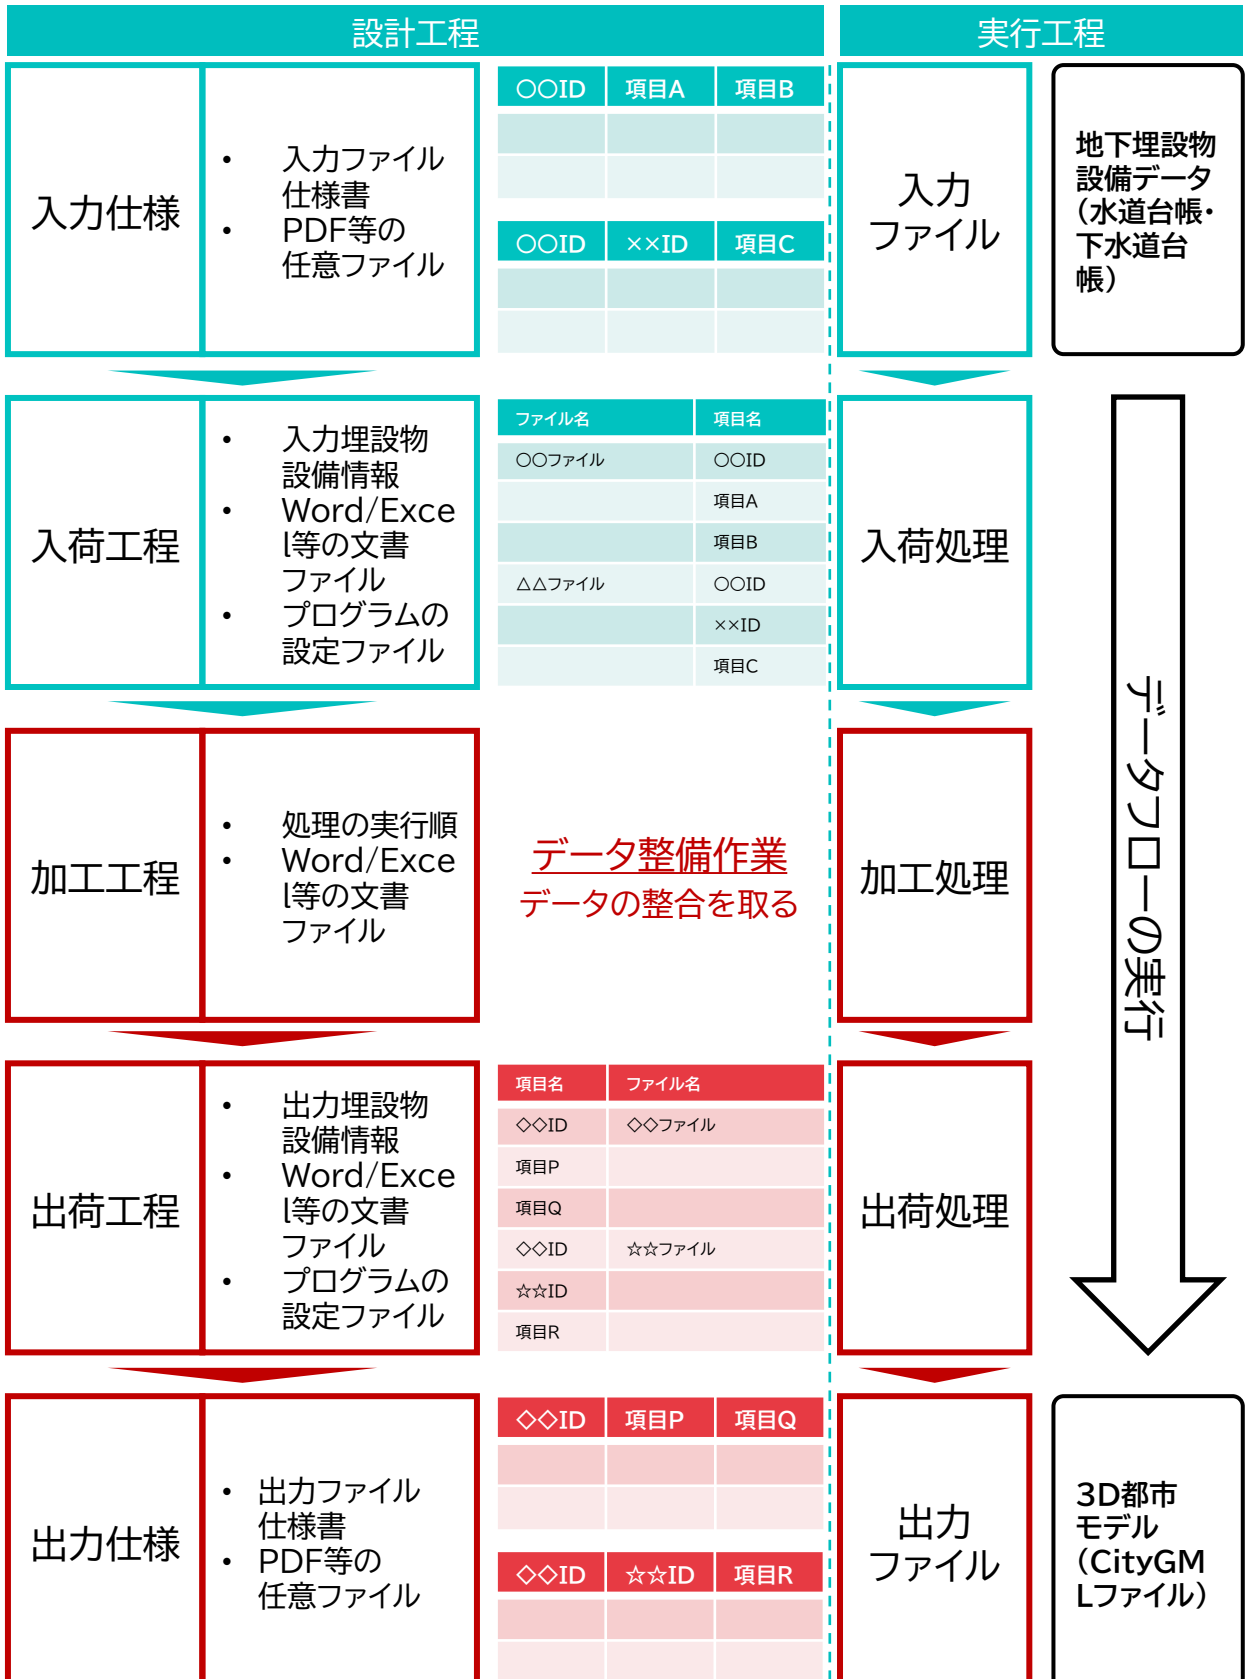 設計工程
実行工程
入力仕様
• 入力ファイル
仕様書
• PDF等の
任意ファイル
○○ID 項目A 項目B
○○ID ××ID 項目C
入力
ファイル
地下埋設物
設備データ
(水道台帳・
下水道台
帳)
入荷工程
• 入力埋設物
設備情報
• Word/Exce
l等の文書
ファイル
• プログラムの
設定ファイル
ファイル名 項目名
○○ファイル ○○ID
項目A
項目B
△△ファイル ○○ID
××ID
項目C
入荷処理
データフローの実行
加工工程
• 処理の実行順
• Word/Exce
l等の文書
ファイル
データ整備作業
データの整合を取る
加工処理
出荷工程
• 出力埋設物
設備情報
• Word/Exce
l等の文書
ファイル
• プログラムの
設定ファイル
項目名 ファイル名
◇◇ID ◇◇ファイル
項目P
項目Q
◇◇ID ☆☆ファイル
☆☆ID
項目R
出荷処理
出力仕様
• 出力ファイル
仕様書
• PDF等の
任意ファイル
◇◇ID 項目P 項目Q
◇◇ID ☆☆ID 項目R
出力
ファイル
3D都市
モデル
(CityGM
Lファイル)